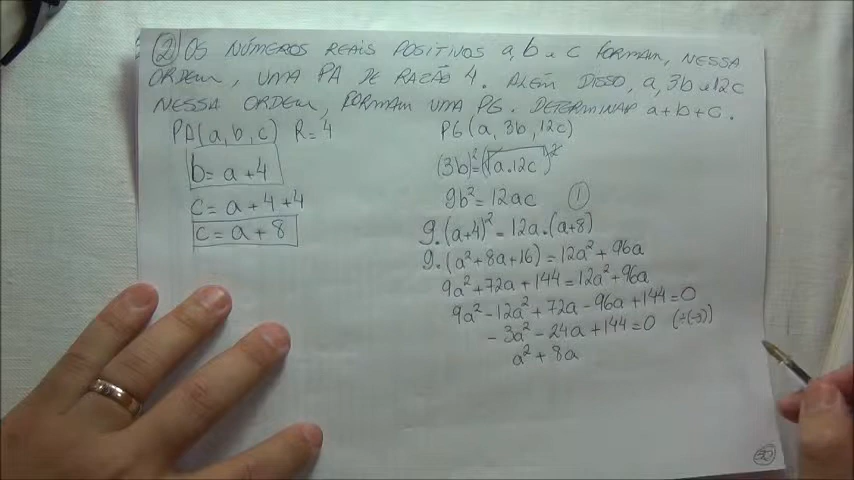 ② OS NÚMEROS REAIS POSITIVOS a, b e c FORMAM, NESSA
ORDEM, UMA PA DE RAZÃO 4. ALÉM DISSO, a, 3b e 12c
NESSA ORDEM, FORMAM UMA PG. DETERMINAR a+b+c.
PA(a, b, c) R=4
b = a +4
c = a +4 +4
c = a + 8
PG (a, 3b, 12c)
(3b)² = (√a.12c)²
9b² = 12ac ①
9.(a+4)² = 12a.(a+8)
9.(a²+8a+16) = 12a² + 96a
9a² +72a +144 = 12a² +96a
9a² -12a² +72a -96a +144 = 0
-3a² -24a +144 = 0 (÷(-3))
a² + 8a